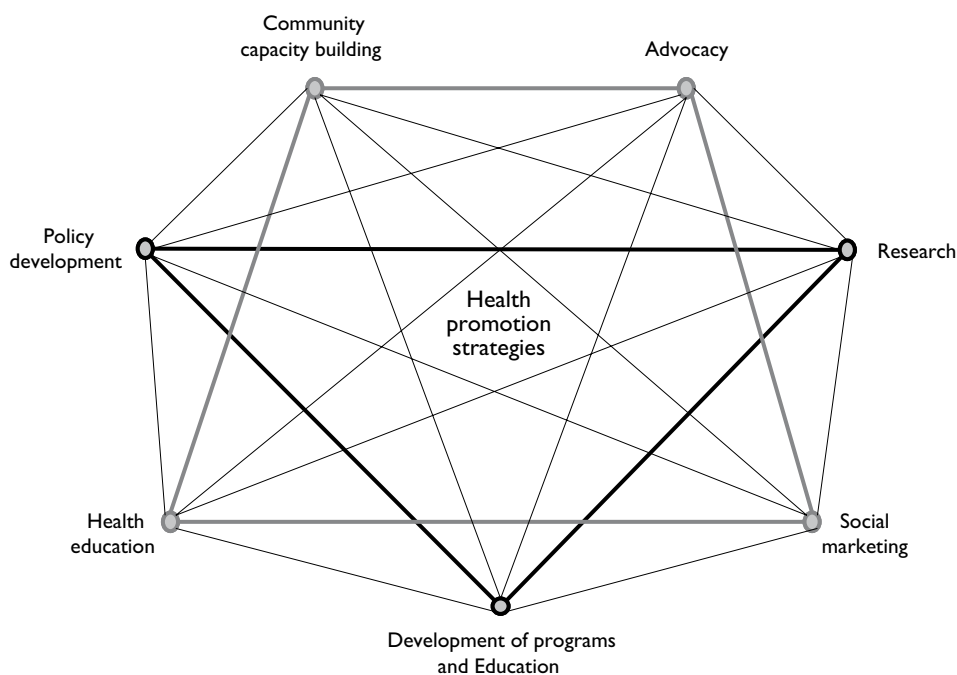 Community
capacity building
Advocacy
Policy
development
Research
Health
promotion
strategies
Health
education
Social
marketing
Development of programs
and Education